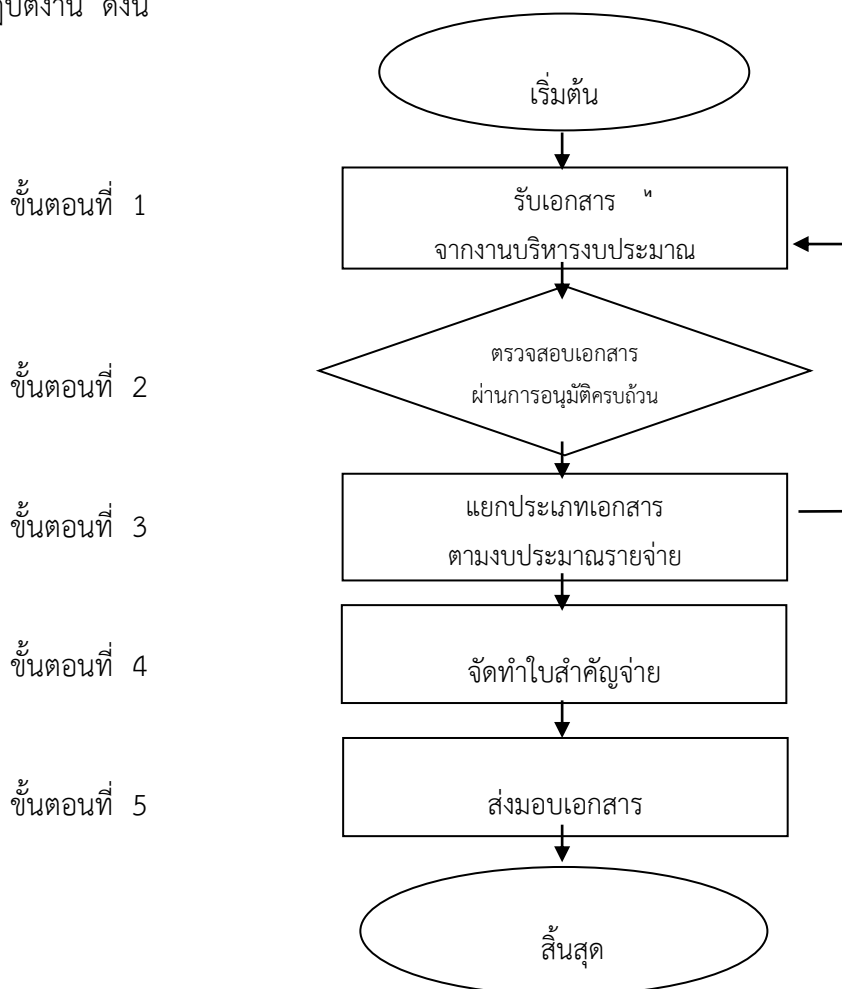 เริ่มต้น
ขั้นตอนที่ 1
รับเอกสาร
จากงานบริหารงบประมาณ
ขั้นตอนที่ 2
ตรวจสอบเอกสาร
ผ่านการอนุมัติครบถ้วน
ขั้นตอนที่ 3
แยกประเภทเอกสาร
ตามงบประมาณรายจ่าย
ขั้นตอนที่ 4
จัดทำใบสำคัญจ่าย
ขั้นตอนที่ 5
ส่งมอบเอกสาร
สิ้นสุด